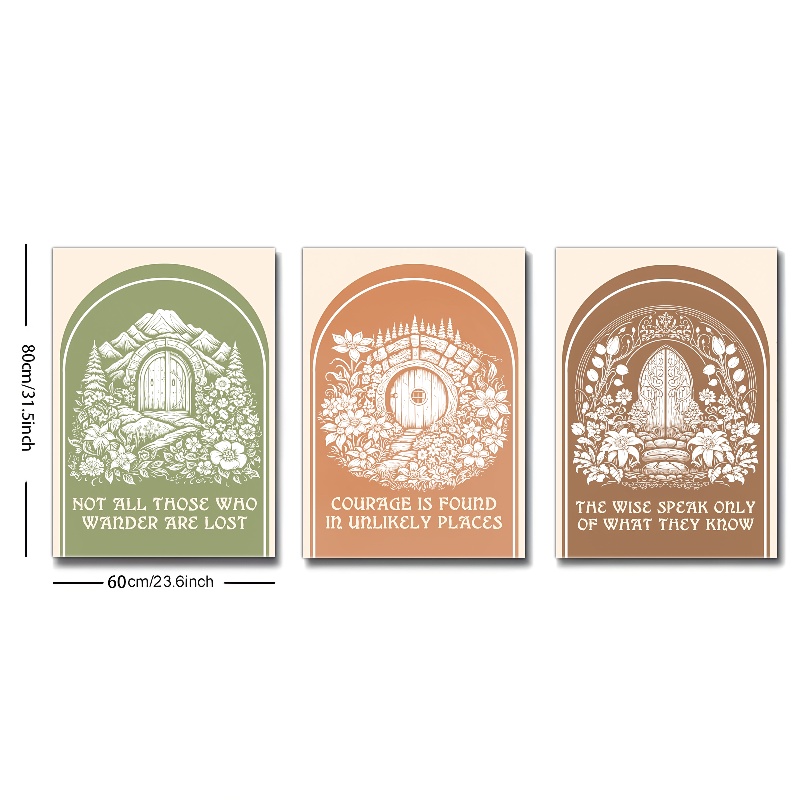 80cm/31.5inch
NOT ALL THOSE WHO
WANDER ARE LOST
COURAGE IS FOUND
IN UNLIKELY PLACES
THE WISE SPEAK ONLY
OF WHAT THEY KNOW
60cm/23.6inch